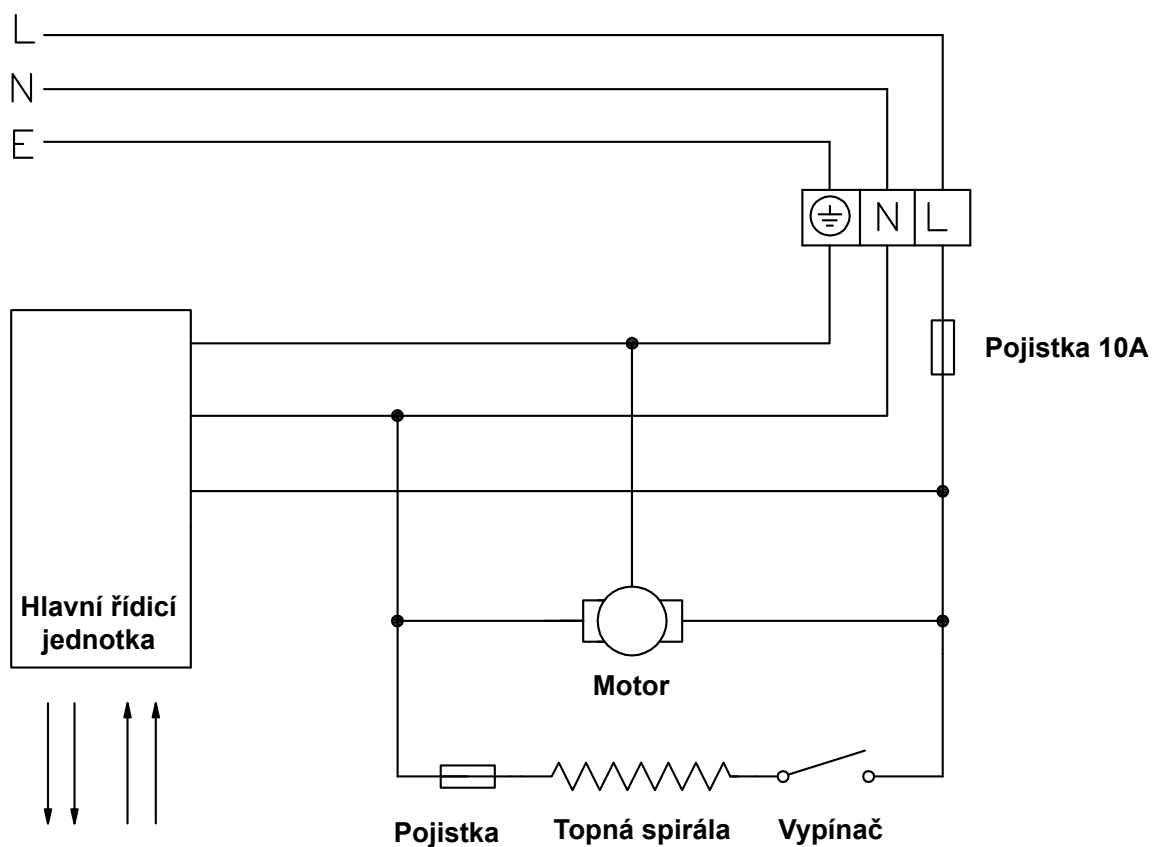 L
N
E
N L
Pojistka 10A
Hlavní řídicí
jednotka
Motor
Pojistka
Topná spirála
Vypínač